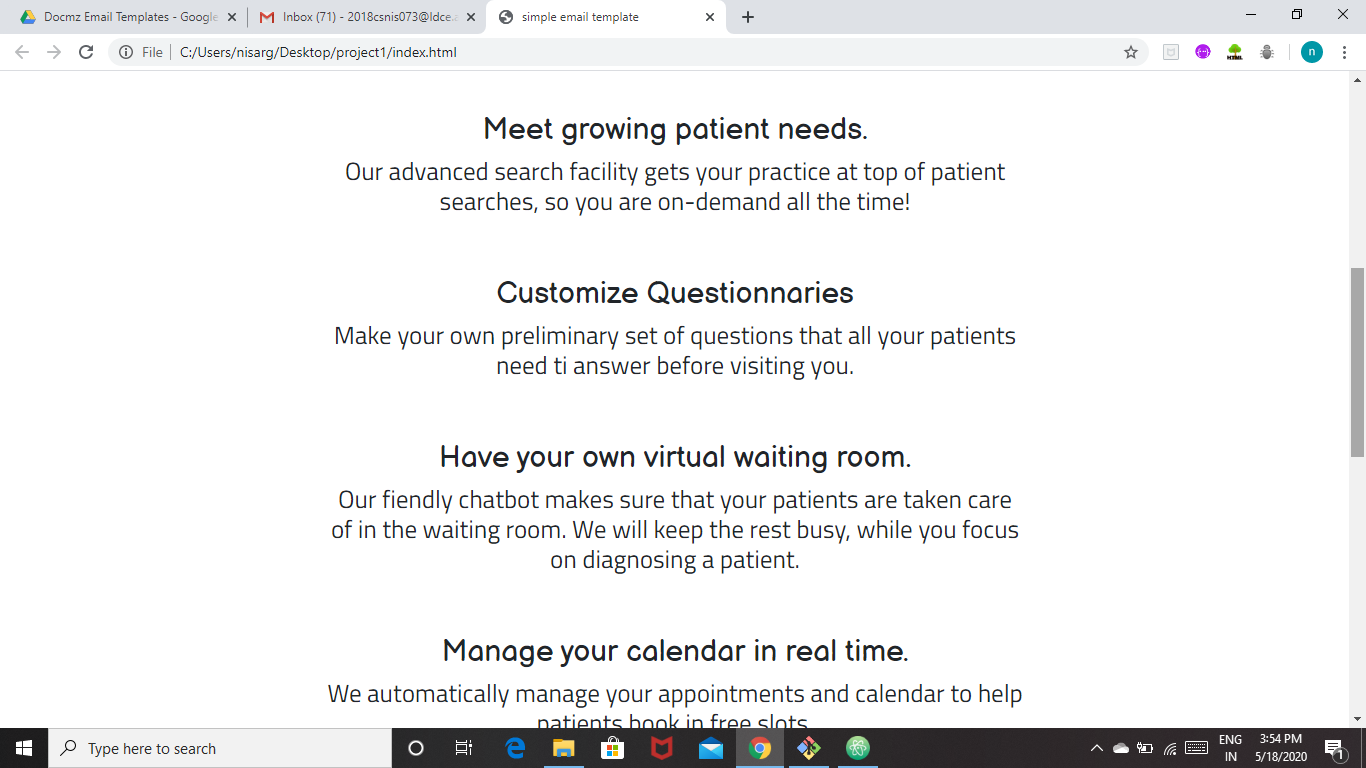 Docmz Email Templates - Google
Inbox (71) - 2018csnis073@ldce.a
simple email template
File
C:/Users/nisarg/Desktop/project1/index.html
HTML
n
Meet growing patient needs.
Our advanced search facility gets your practice at top of patient
searches, so you are on-demand all the time!
Customize Questionnaries
Make your own preliminary set of questions that all your patients
need ti answer before visiting you.
Have your own virtual waiting room.
Our fiendly chatbot makes sure that your patients are taken care
of in the waiting room. We will keep the rest busy, while you focus
on diagnosing a patient.
Manage your calendar in real time.
We automatically manage your appointments and calendar to help
patients book in free slots
Type here to search
ENG
IN
3:54 PM
5/18/2020
1